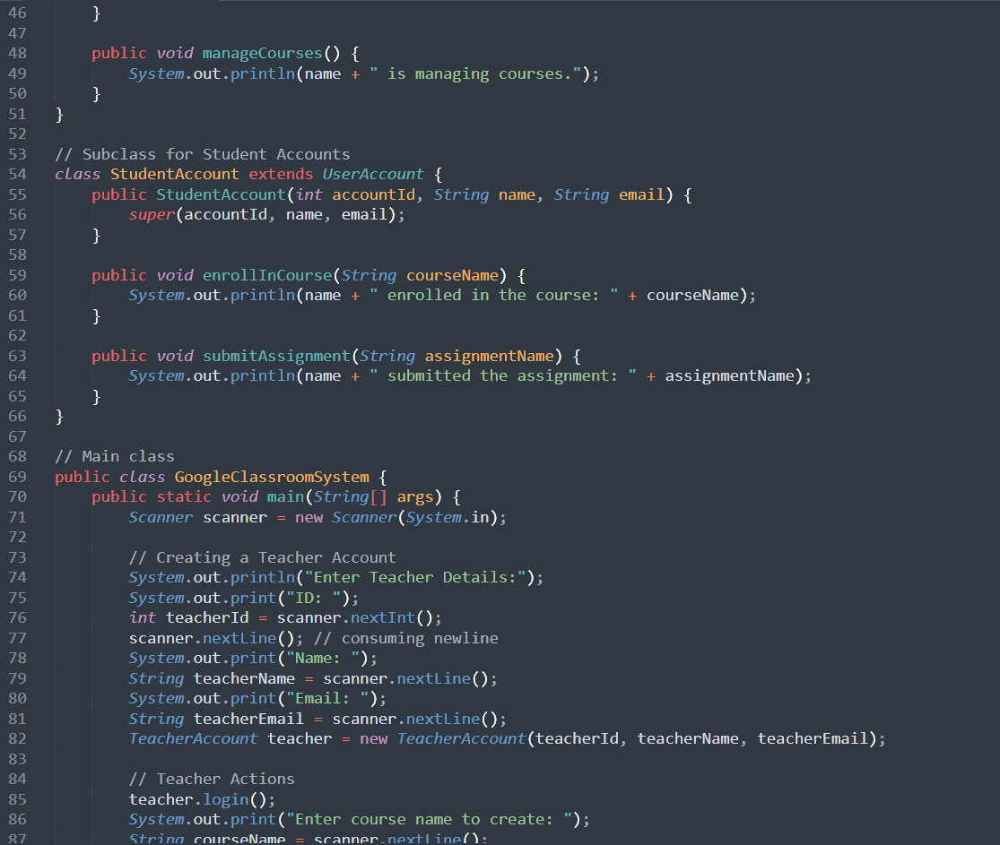 46 }
47
48 public void manageCourses() {
49 System.out.println(name + " is managing courses.");
50 }
51 }
52
53 // Subclass for Student Accounts
54 class StudentAccount extends UserAccount {
55 public StudentAccount(int accountId, String name, String email) {
56 super(accountId, name, email);
57 }
58
59 public void enrollInCourse(String courseName) {
60 System.out.println(name + " enrolled in the course: " + courseName);
61 }
62
63 public void submitAssignment(String assignmentName) {
64 System.out.println(name + " submitted the assignment: " + assignmentName);
65 }
66 }
67
68 // Main class
69 public class GoogleClassroomSystem {
70 public static void main(String[] args) {
71 Scanner scanner = new Scanner(System.in);
72
73 // Creating a Teacher Account
74 System.out.println("Enter Teacher Details:");
75 System.out.print("ID: ");
76 int teacherId = scanner.nextInt();
77 scanner.nextLine(); // consuming newline
78 System.out.print("Name: ");
79 String teacherName = scanner.nextLine();
80 System.out.print("Email: ");
81 String teacherEmail = scanner.nextLine();
82 TeacherAccount teacher = new TeacherAccount(teacherId, teacherName, teacherEmail);
83
84 // Teacher Actions
85 teacher.login();
86 System.out.print("Enter course name to create: ");
87 String courseName = scanner.nextLine();